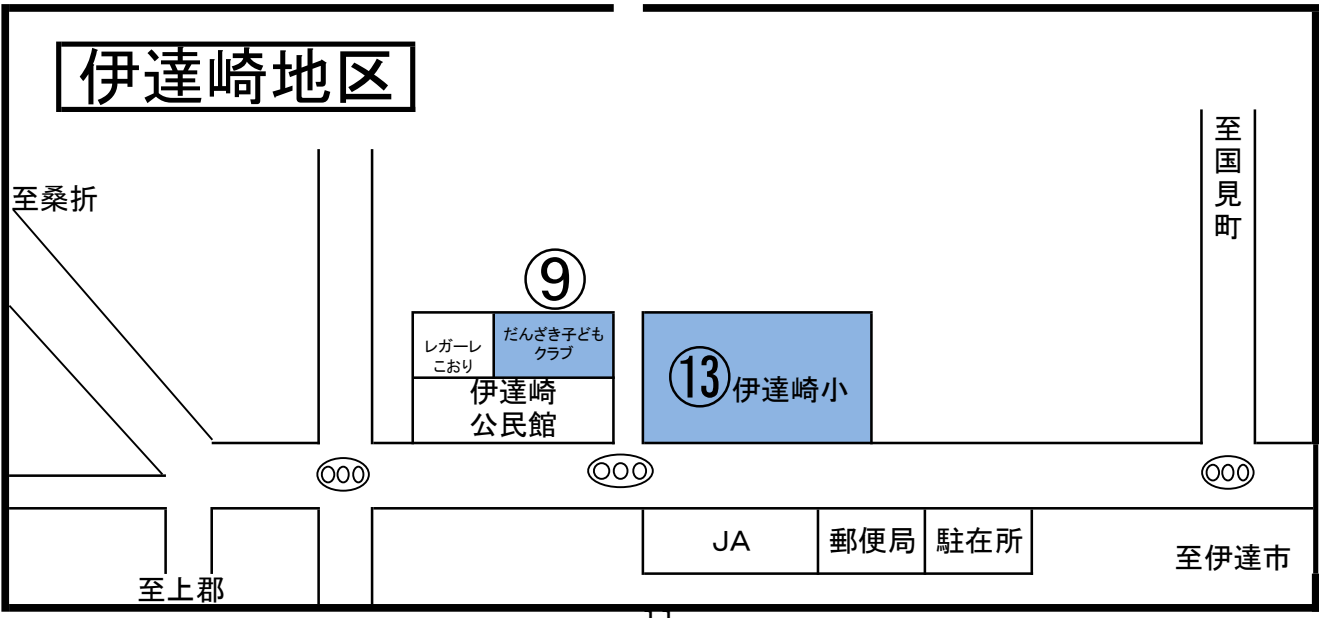 伊達崎地区
至桑折
至国見町
⑨
レガーレ
こおり
だんざき子ども
クラブ
伊達崎
公民館
⑬伊達崎小
JA
郵便局
駐在所
至伊達市
至上郡